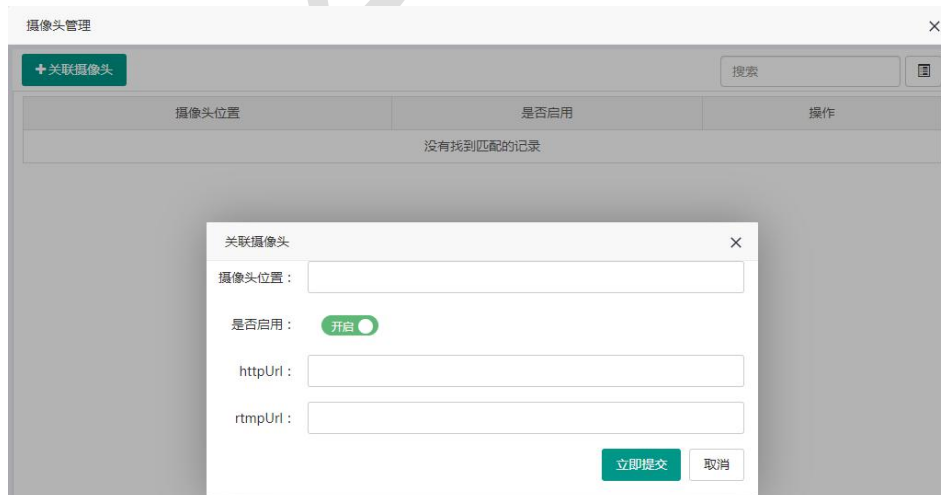 摄像头管理
关联摄像头
搜索
摄像头位置 是否启用 操作
没有找到匹配的记录
关联摄像头
摄像头位置：
是否启用： 开启
httpUrl：
rtmpUrl：
立即提交 取消